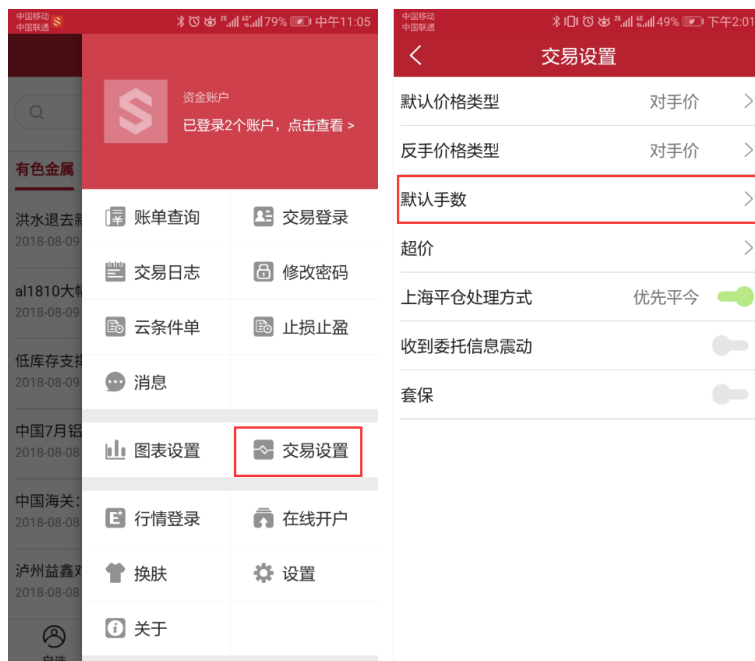 中国移动
中国联通
79% 中午11:05
资金账户
已登录2个账户，点击查看 >
有色金属
洪水退去新
2018-08-09
al1810大幅
2018-08-09
低库存支撑
2018-08-09
中国7月铝
2018-08-08
中国海关:
2018-08-08
泸州益鑫对
2018-08-08
账单查询 交易登录
交易日志 修改密码
云条件单 止损止盈
消息
图表设置 交易设置
行情登录 在线开户
换肤 设置
关于
中国移动
中国联通
49% 下午2:01
交易设置
默认价格类型 对手价
反手价格类型 对手价
默认手数
超价
上海平仓处理方式 优先平今
收到委托信息震动
套保